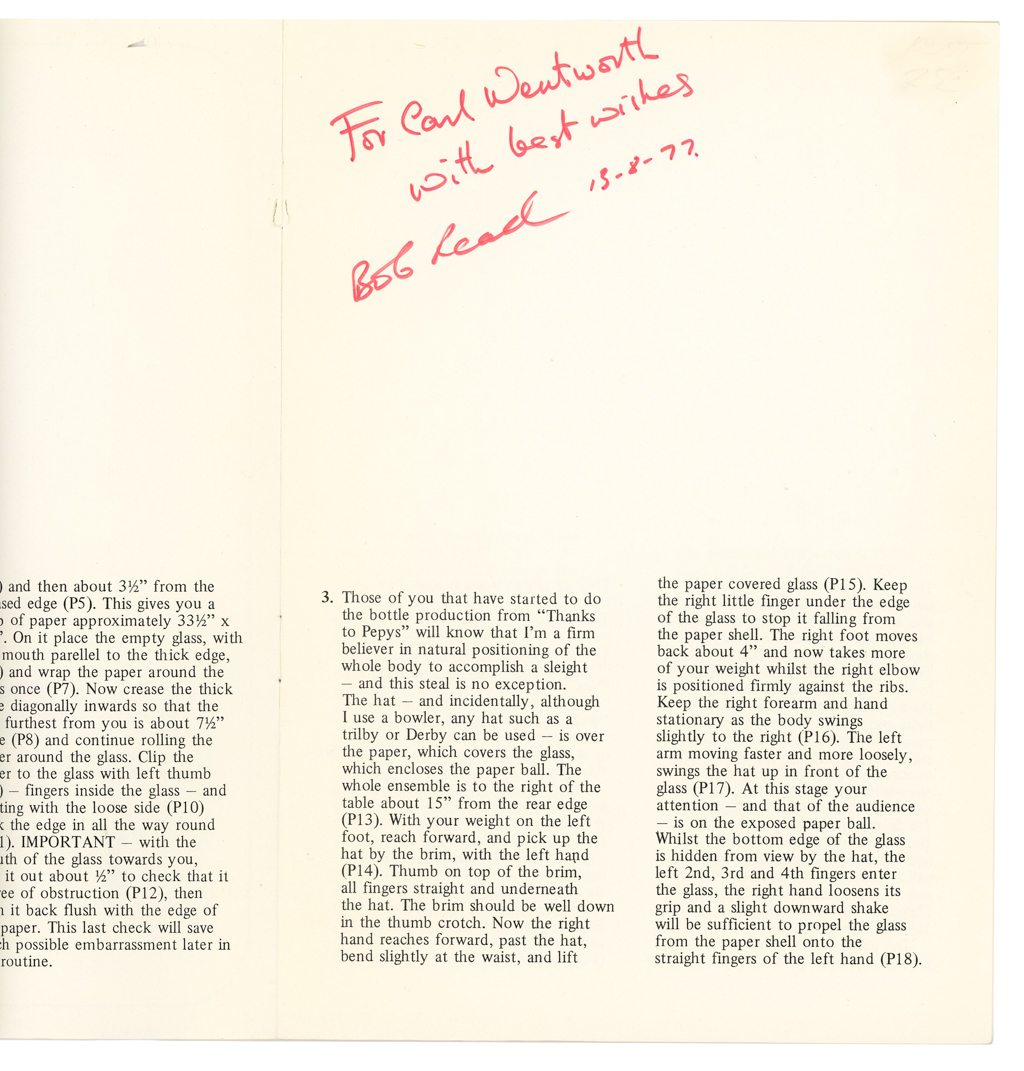 For Carl Wentworth
with best wishes
Bob Read 13-8-77.
) and then about 3½” from the
sed edge (P5). This gives you a
of paper approximately 33½” x
”. On it place the empty glass, with
mouth parellel to the thick edge,
) and wrap the paper around the
s once (P7). Now crease the thick
e diagonally inwards so that the
furthest from you is about 7½”
e (P8) and continue rolling the
er around the glass. Clip the
er to the glass with left thumb
) — fingers inside the glass — and
ting with the loose side (P10)
k the edge in all the way round
1). IMPORTANT — with the
uth of the glass towards you,
it out about ½” to check that it
ee of obstruction (P12), then
it back flush with the edge of
paper. This last check will save
ch possible embarrassment later in
routine.
3. Those of you that have started to do
the bottle production from “Thanks
to Pepys” will know that I’m a firm
believer in natural positioning of the
whole body to accomplish a sleight
— and this steal is no exception.
The hat — and incidentally, although
I use a bowler, any hat such as a
trilby or Derby can be used — is over
the paper, which covers the glass,
which encloses the paper ball. The
whole ensemble is to the right of the
table about 15” from the rear edge
(P13). With your weight on the left
foot, reach forward, and pick up the
hat by the brim, with the left hand
(P14). Thumb on top of the brim,
all fingers straight and underneath
the hat. The brim should be well down
in the thumb crotch. Now the right
hand reaches forward, past the hat,
bend slightly at the waist, and lift
the paper covered glass (P15). Keep
the right little finger under the edge
of the glass to stop it falling from
the paper shell. The right foot moves
back about 4” and now takes more
of your weight whilst the right elbow
is positioned firmly against the ribs.
Keep the right forearm and hand
stationary as the body swings
slightly to the right (P16). The left
arm moving faster and more loosely,
swings the hat up in front of the
glass (P17). At this stage your
attention — and that of the audience
— is on the exposed paper ball.
Whilst the bottom edge of the glass
is hidden from view by the hat, the
left 2nd, 3rd and 4th fingers enter
the glass, the right hand loosens its
grip and a slight downward shake
will be sufficient to propel the glass
from the paper shell onto the
straight fingers of the left hand (P18).